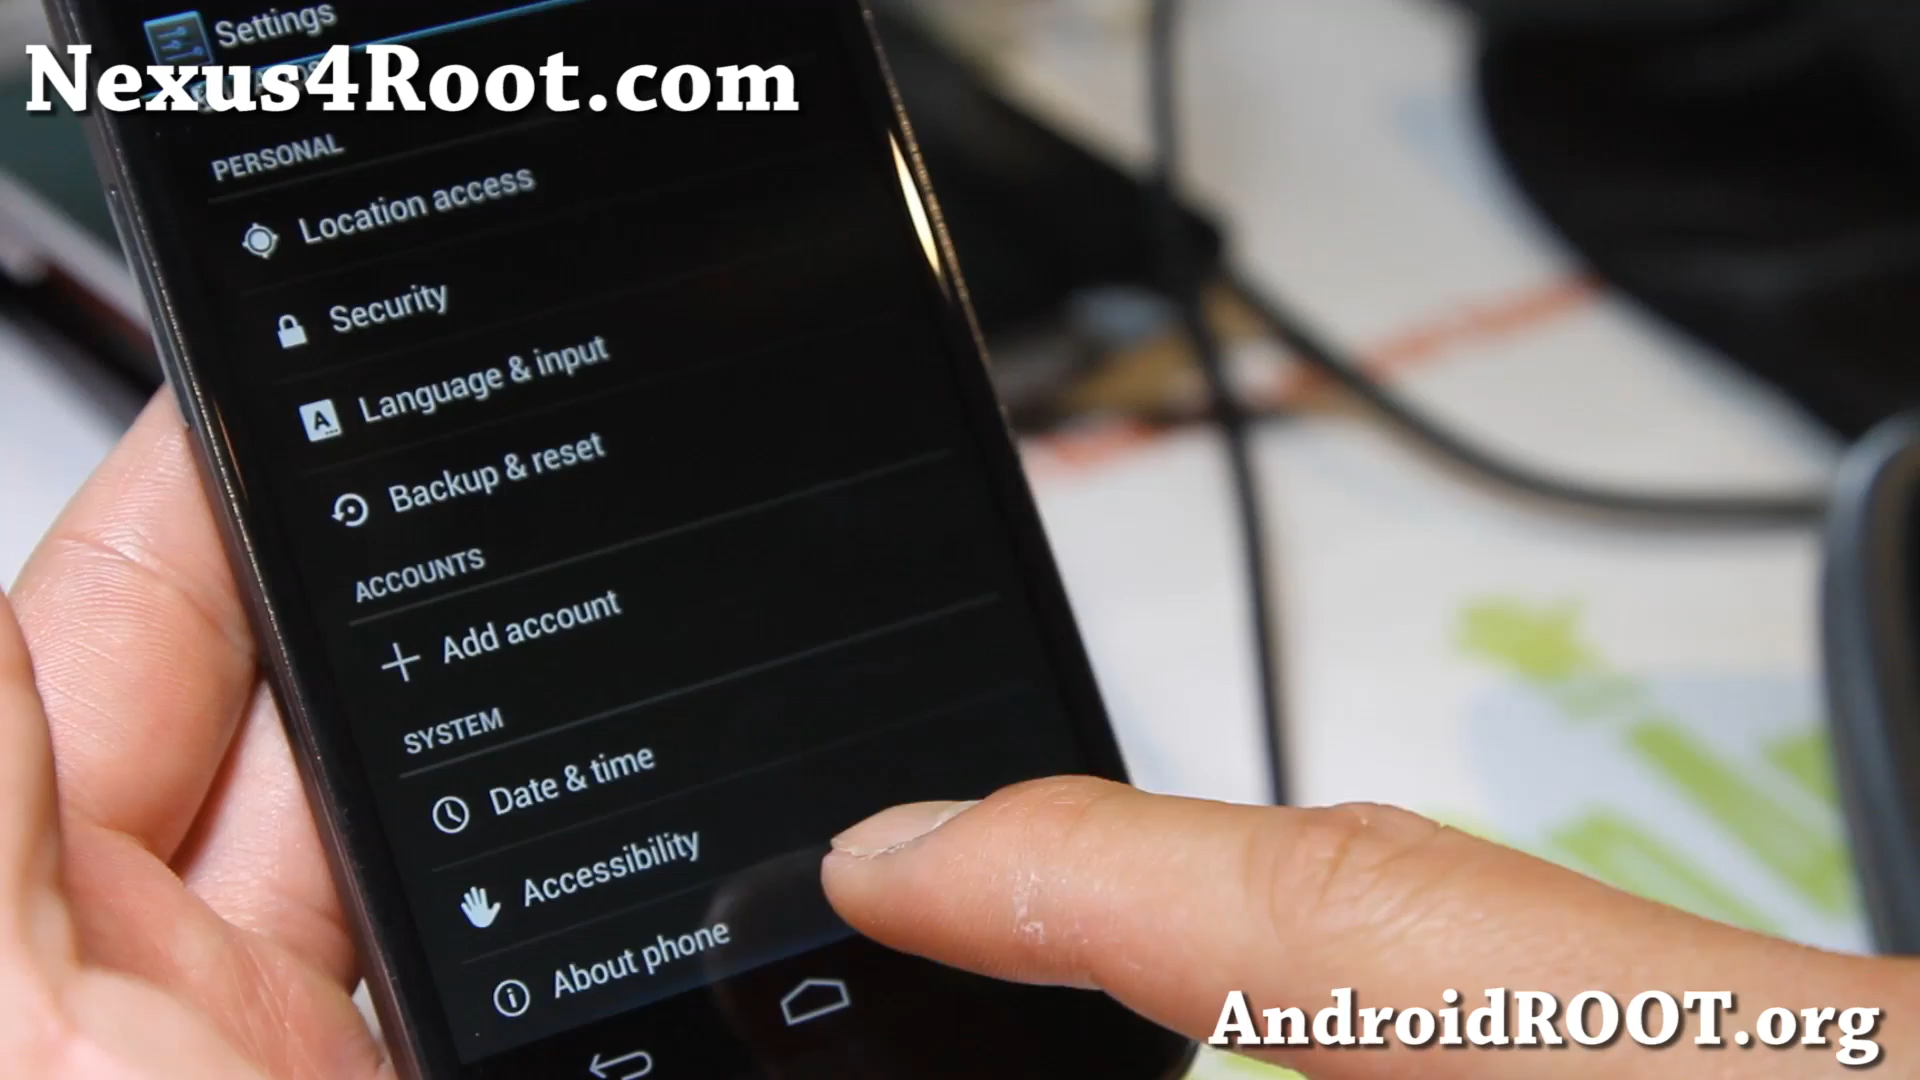 Settings
Nexus4Root.com
PERSONAL
Location access
Security
Language & input
Backup & reset
ACCOUNTS
Add account
SYSTEM
Date & time
Accessibility
About phone
AndroidROOT.org